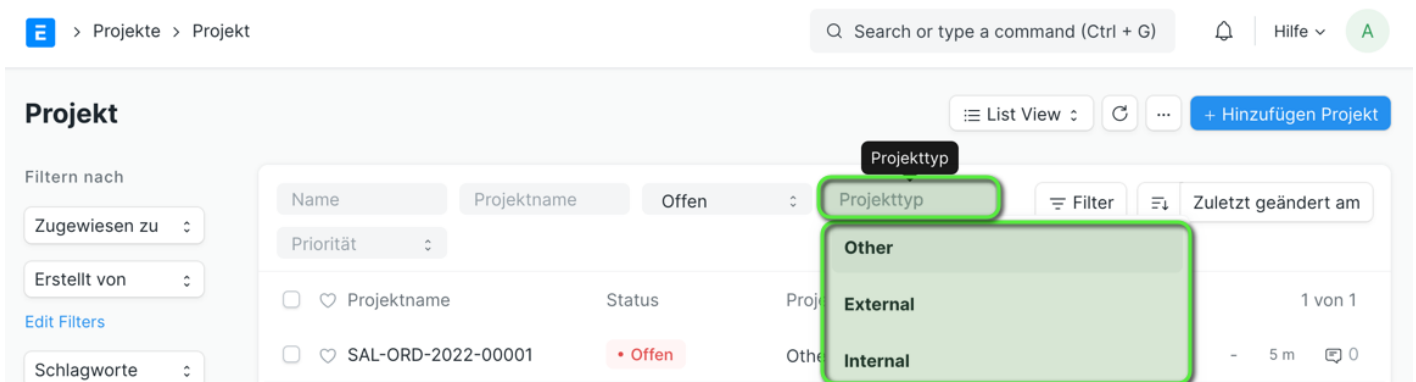 E > Projekte > Projekt
Search or type a command (Ctrl + G)
Hilfe
A
Projekt
List View
...
+ Hinzufügen Projekt
Projekttyp
Filtern nach
Zugewiesen zu
Erstellt von
Edit Filters
Schlagworte
Name
Projektname
Offen
Projekttyp
Filter
Zuletzt geändert am
Priorität
Other
External
Internal
Projektname
Status
Proj
1 von 1
SAL-ORD-2022-00001
• Offen
Othe
-
5 m
0